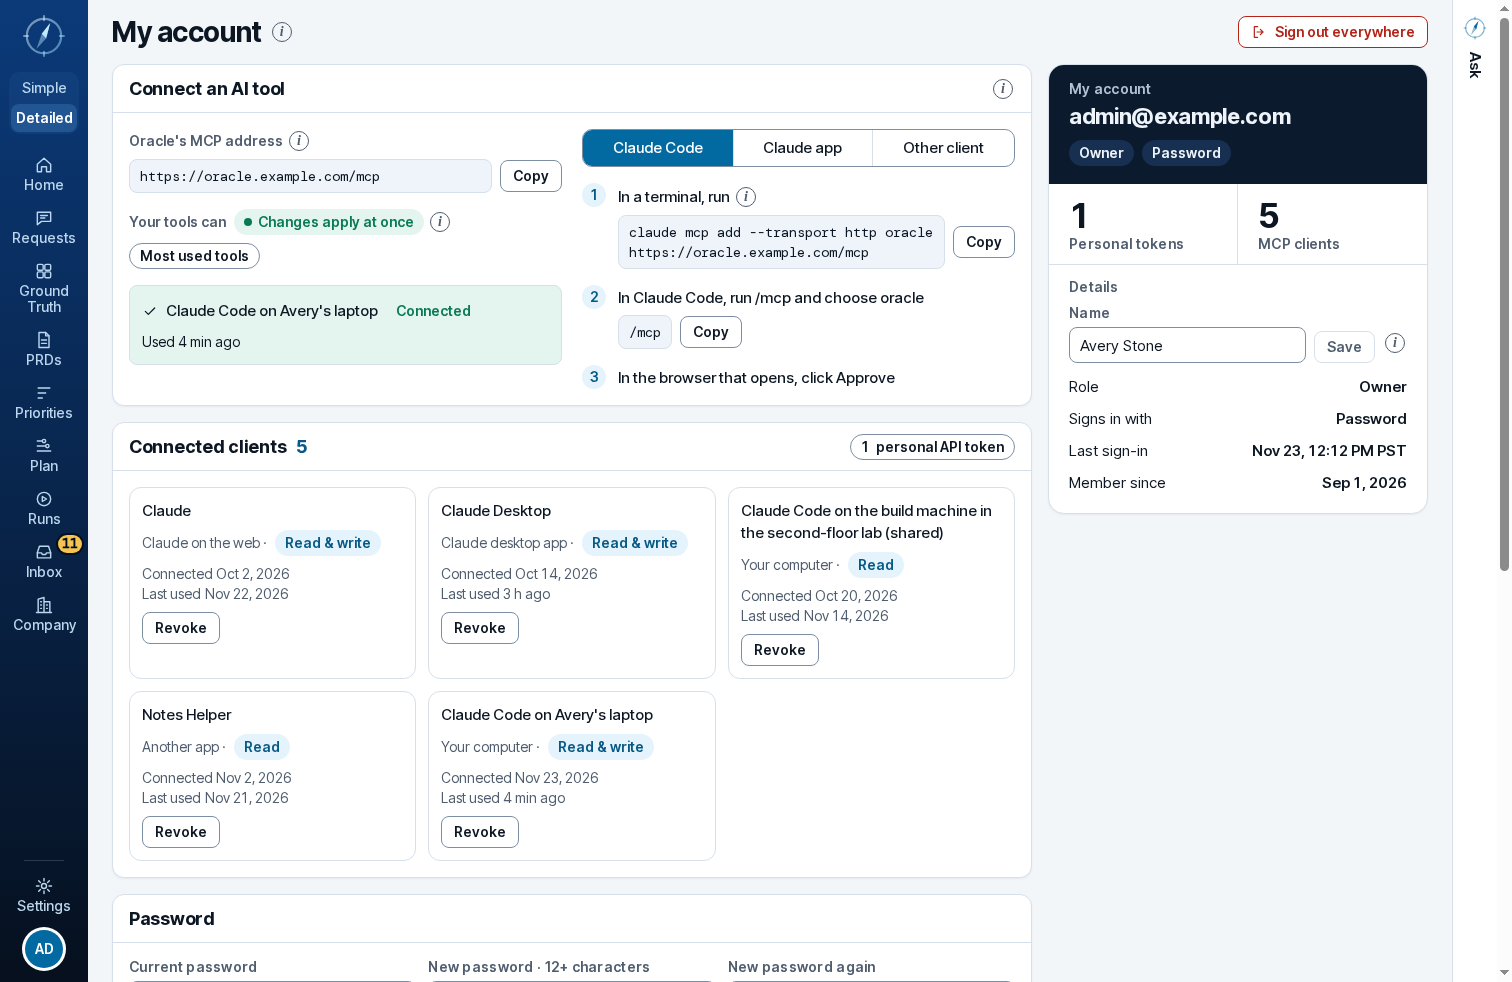 Simple
Detailed
Home
Requests
Ground
Truth
PRDs
Priorities
Plan
Runs
11
Inbox
Company
Settings
AD
My account
i
Sign out everywhere
Connect an AI tool
i
Oracle's MCP address
i
https://oracle.example.com/mcp
Copy
Your tools can
Changes apply at once
i
Most used tools
Claude Code on Avery's laptop
Connected
Used 4 min ago
Claude Code
Claude app
Other client
1
In a terminal, run
i
claude mcp add --transport http oracle
https://oracle.example.com/mcp
Copy
2
In Claude Code, run /mcp and choose oracle
/mcp
Copy
3
In the browser that opens, click Approve
Connected clients 5
1 personal API token
Claude
Claude on the web · Read & write
Connected Oct 2, 2026
Last used Nov 22, 2026
Revoke
Claude Desktop
Claude desktop app · Read & write
Connected Oct 14, 2026
Last used 3 h ago
Revoke
Claude Code on the build machine in
the second-floor lab (shared)
Your computer · Read
Connected Oct 20, 2026
Last used Nov 14, 2026
Revoke
Notes Helper
Another app · Read
Connected Nov 2, 2026
Last used Nov 21, 2026
Revoke
Claude Code on Avery's laptop
Your computer · Read & write
Connected Nov 23, 2026
Last used 4 min ago
Revoke
Password
Current password
New password · 12+ characters
New password again
My account
admin@example.com
Owner
Password
1
Personal tokens
5
MCP clients
Details
Name
Avery Stone
Save
i
Role Owner
Signs in with Password
Last sign-in Nov 23, 12:12 PM PST
Member since Sep 1, 2026
Ask